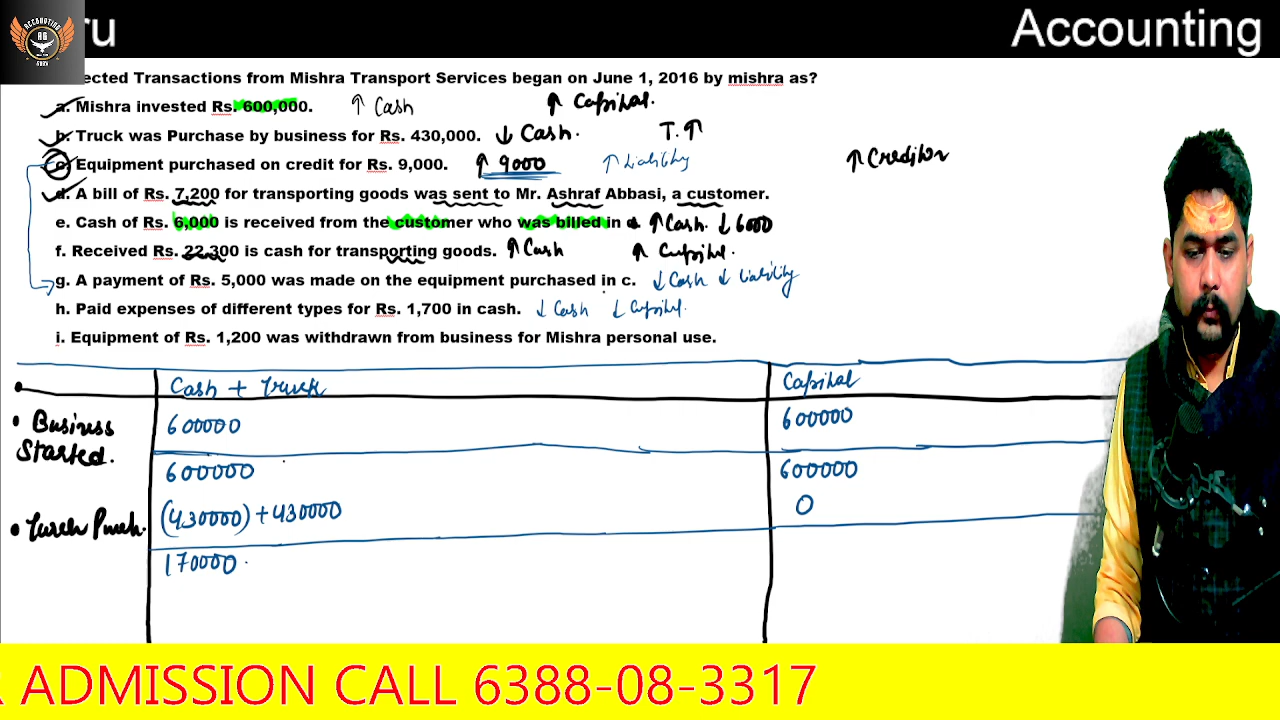 ru
Accounting
ACCOUNTING
AG
GURU
ected Transactions from Mishra Transport Services began on June 1, 2016 by mishra as?
a. Mishra invested Rs. 600,000. ↑ Cash ↑ Capital.
b. Truck was Purchase by business for Rs. 430,000. ↓ Cash. T. ↑
c. Equipment purchased on credit for Rs. 9,000. ↑ 9000 ↑ Liability ↑ Creditor
d. A bill of Rs. 7,200 for transporting goods was sent to Mr. Ashraf Abbasi, a customer.
e. Cash of Rs. 6,000 is received from the customer who was billed in ↑ Cash. ↓ 6000
f. Received Rs. 22,300 is cash for transporting goods. ↑ Cash ↑ Capital.
g. A payment of Rs. 5,000 was made on the equipment purchased in c. ↓ Cash ↓ Liability
h. Paid expenses of different types for Rs. 1,700 in cash. ↓ Cash ↓ Capital.
i. Equipment of Rs. 1,200 was withdrawn from business for Mishra personal use.
Cash + Truck Capital
• Business 600000 600000
Started.
600000 600000
• Purch. (430000) + 430000 0
170000
ADMISSION CALL 6388-08-3317